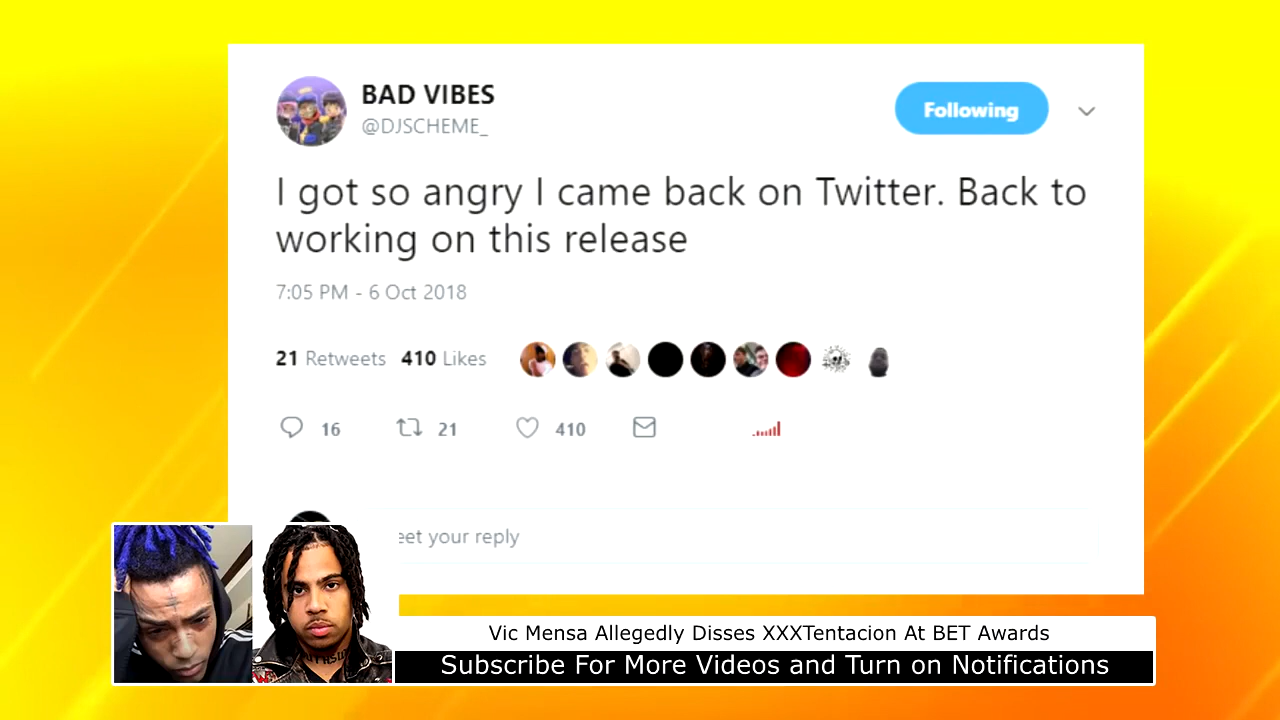 BAD VIBES
@DJSCHEME_
Following
I got so angry I came back on Twitter. Back to
working on this release
7:05 PM - 6 Oct 2018
21 Retweets 410 Likes
16 21 410
eet your reply
Vic Mensa Allegedly Disses XXXTentacion At BET Awards
Subscribe For More Videos and Turn on Notifications